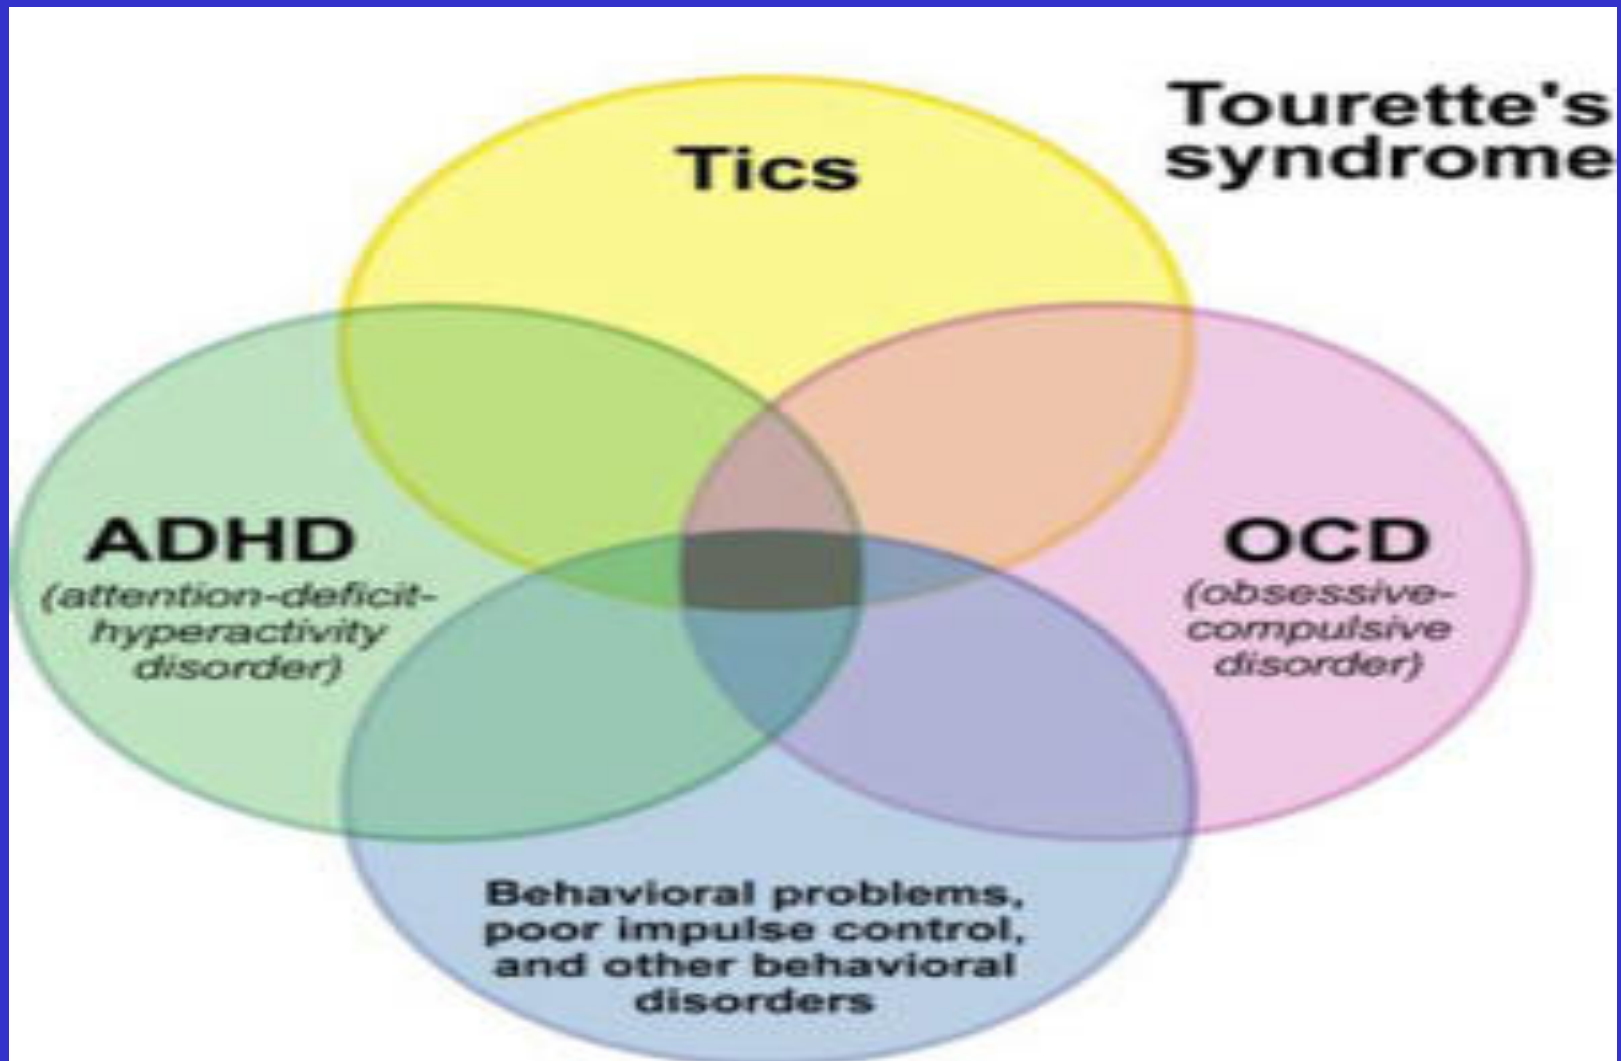 Tourette's
syndrome
Tics
ADHD
(attention-deficit-
hyperactivity
disorder)
OCD
(obsessive-
compulsive
disorder)
Behavioral problems,
poor impulse control,
and other behavioral
disorders